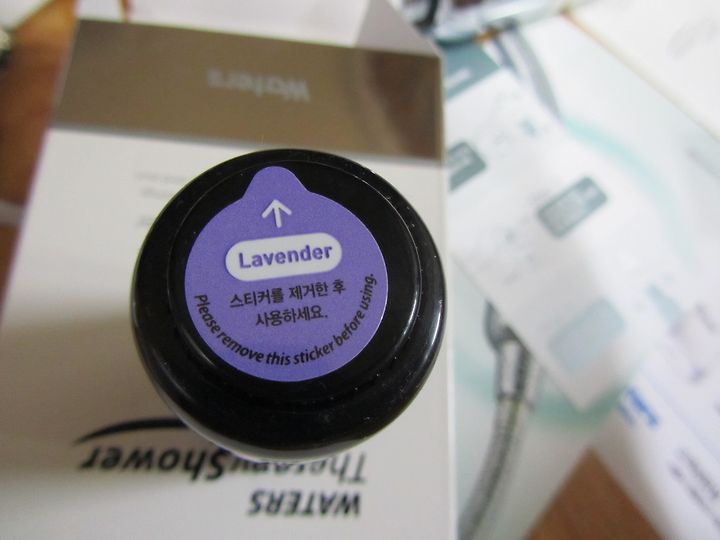 Waters
Lavender
스티커를 제거한 후
사용하세요.
Please remove this sticker before using.
WATERS
TherapyShower